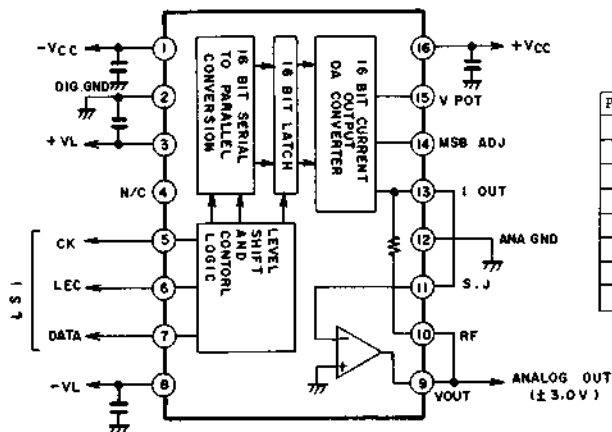 -VCC
1
DIG.GND
2
+VL
3
N/C
4
CK
5
LEC
6
DATA
7
-VL
8
LSI
16 BIT SERIAL
TO PARALLEL
CONVERSION
16 BIT LATCH
16 BIT CURRENT
OUTPUT
DA CONVERTER
LEVEL
SHIFT
AND
CONTORL
LOGIC
16
+VCC
15
V POT
14
MSB ADJ
13
I OUT
12
ANA GND
11
S.J
10
RF
9
VOUT
ANALOG OUT
(±3.0V)
P